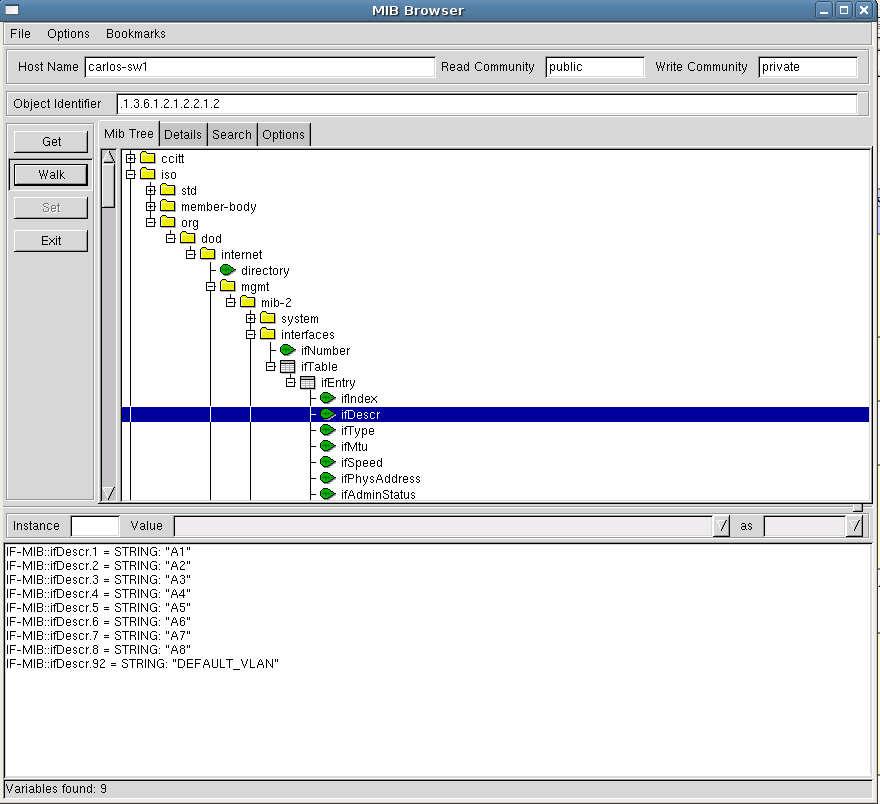 MIB Browser
File Options Bookmarks
Host Name carlos-sw1 Read Community public Write Community private
Object Identifier .1.3.6.1.2.1.2.2.1.2
Get
Walk
Set
Exit
Mib Tree Details Search Options
ccitt
iso
std
member-body
org
dod
internet
directory
mgmt
mib-2
system
interfaces
ifNumber
ifTable
ifEntry
ifIndex
ifDescr
ifType
ifMtu
ifSpeed
ifPhysAddress
ifAdminStatus
Instance Value as
IF-MIB::ifDescr.1 = STRING: "A1"
IF-MIB::ifDescr.2 = STRING: "A2"
IF-MIB::ifDescr.3 = STRING: "A3"
IF-MIB::ifDescr.4 = STRING: "A4"
IF-MIB::ifDescr.5 = STRING: "A5"
IF-MIB::ifDescr.6 = STRING: "A6"
IF-MIB::ifDescr.7 = STRING: "A7"
IF-MIB::ifDescr.8 = STRING: "A8"
IF-MIB::ifDescr.92 = STRING: "DEFAULT_VLAN"
Variables found: 9